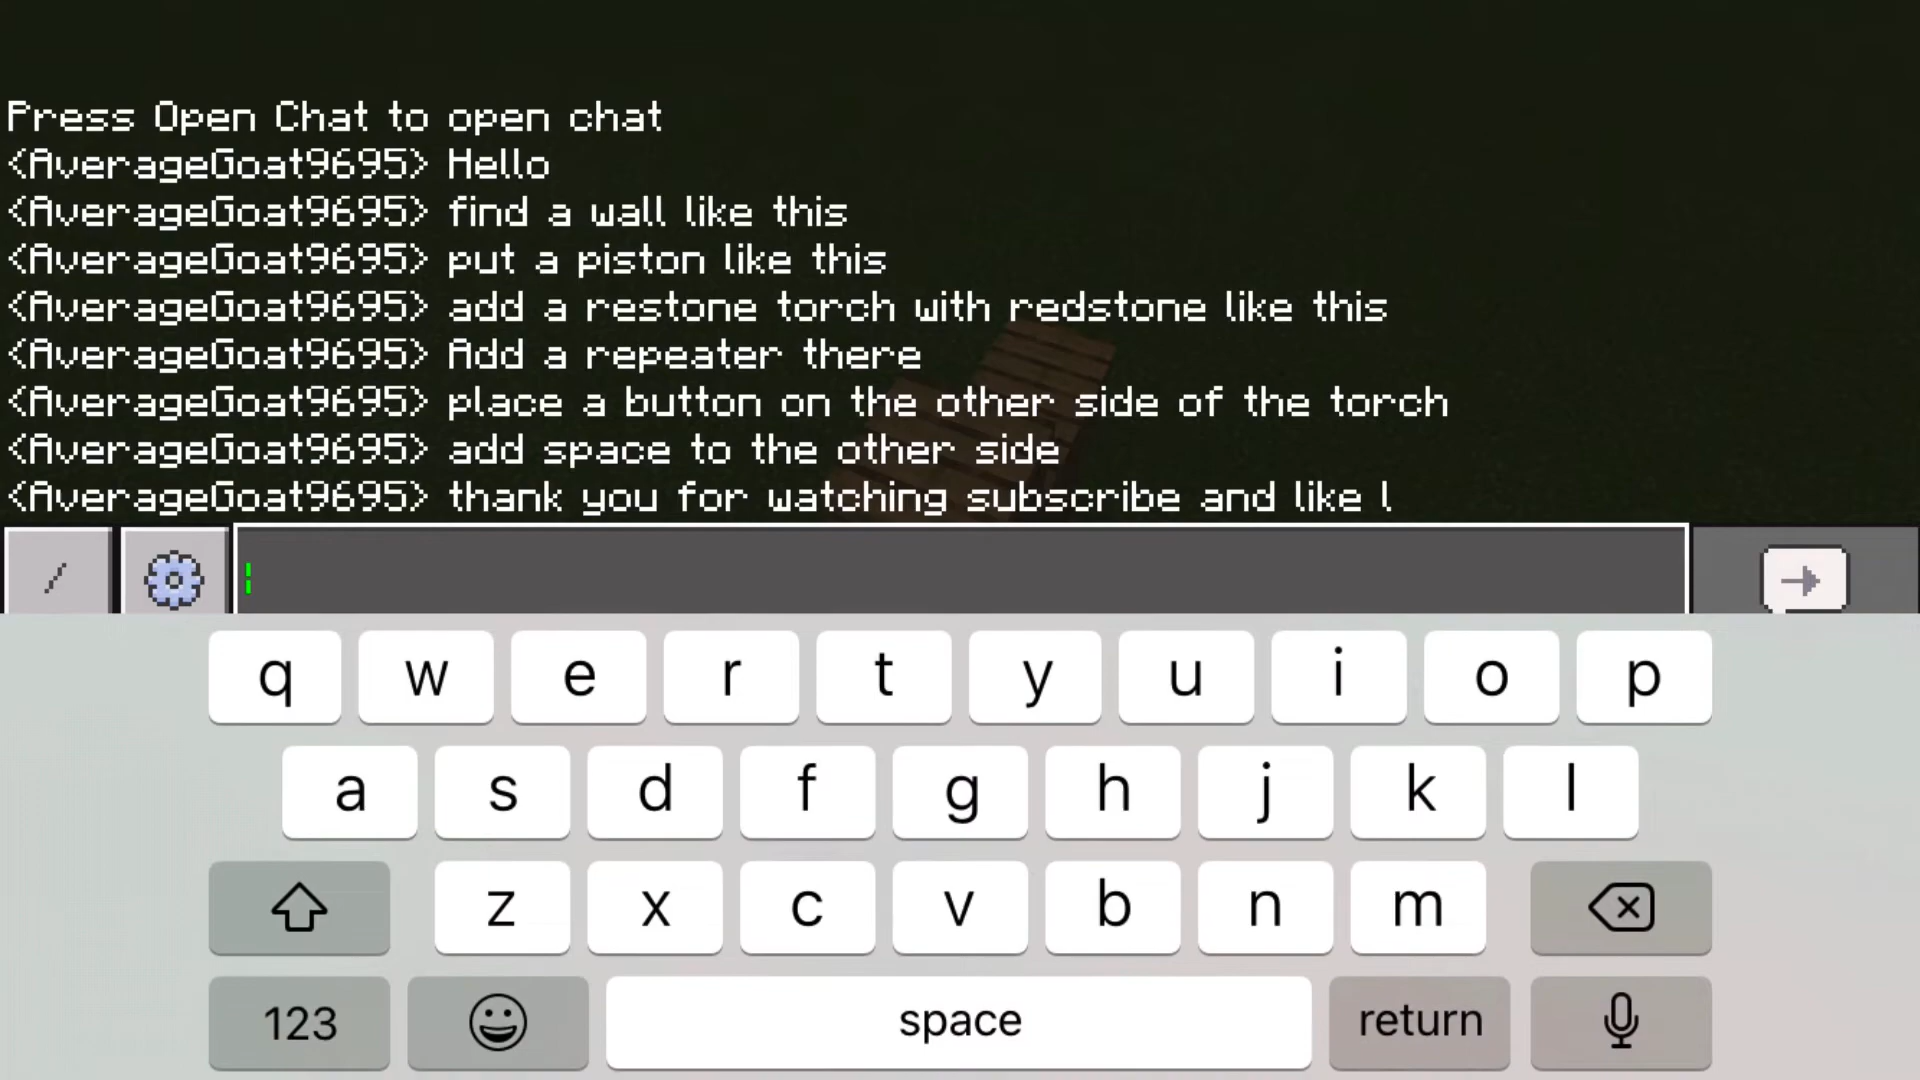 Press Open Chat to open chat
<AverageGoat9695> Hello
<AverageGoat9695> find a wall like this
<AverageGoat9695> put a piston like this
<AverageGoat9695> add a restone torch with redstone like this
<AverageGoat9695> Add a repeater there
<AverageGoat9695> place a button on the other side of the torch
<AverageGoat9695> add space to the other side
<AverageGoat9695> thank you for watching subscribe and like l
/
q w e r t y u i o p
a s d f g h j k l
z x c v b n m
123 space return